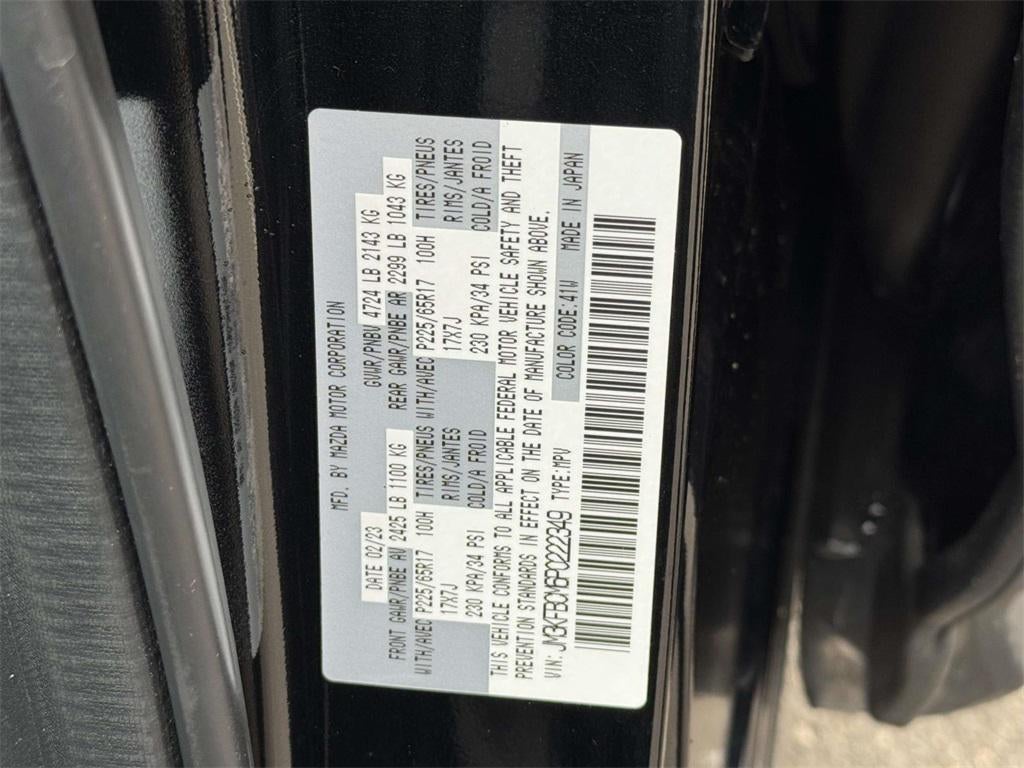 MFD. BY MAZDA MOTOR CORPORATION
DATE 02/23 GVWR/PNBV 4724 LB 2143 KG
FRONT GAWR/PNBE AV 2425 LB 1100 KG REAR GAWR/PNBE AR 2299 LB 1043 KG
WITH/AVEC P225/65R17 100H TIRES/PNEUS WITH/AVEC P225/65R17 100H TIRES/PNEUS
17X7J RIMS/JANTES 17X7J RIMS/JANTES
230 KPA/34 PSI COLD/A FROID 230 KPA/34 PSI COLD/A FROID
THIS VEHICLE CONFORMS TO ALL APPLICABLE FEDERAL MOTOR VEHICLE SAFETY AND THEFT
PREVENTION STANDARDS IN EFFECT ON THE DATE OF MANUFACTURE SHOWN ABOVE.
VIN: JM3KFBDM6P0222349 TYPE:MPV COLOR CODE.41W MADE IN JAPAN